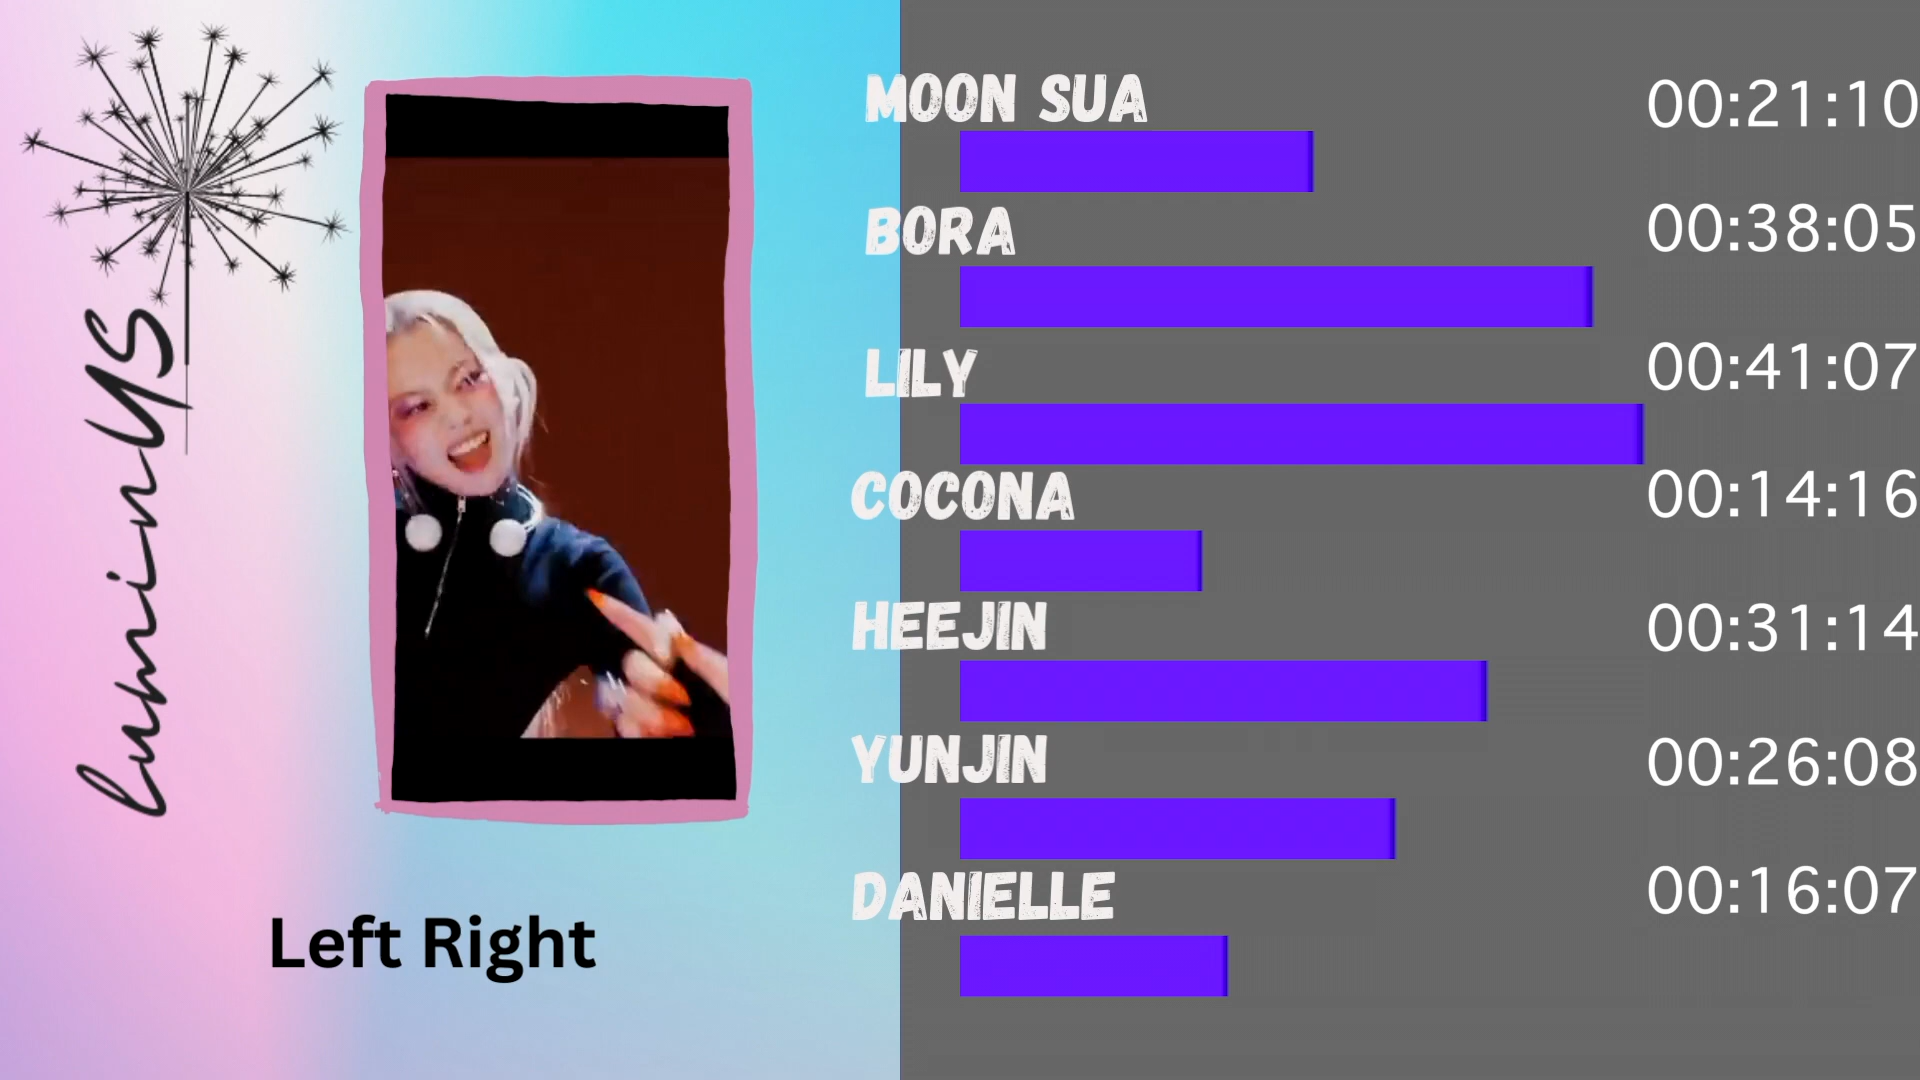 luminUS
Left Right
MOON SUA 00:21:10
BORA 00:38:05
LILY 00:41:07
COCONA 00:14:16
HEEJIN 00:31:14
YUNJIN 00:26:08
DANIELLE 00:16:07